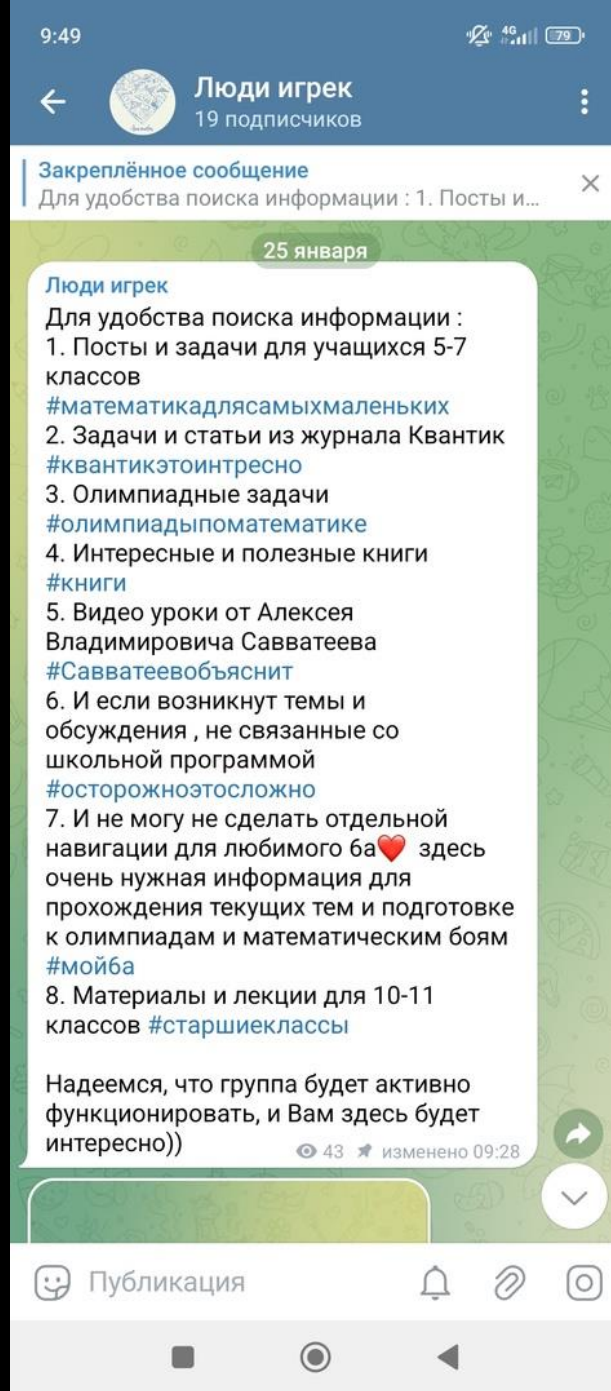 9:49
4G
79
Люди игрек
19 подписчиков
Закреплённое сообщение
Для удобства поиска информации : 1. Посты и...
25 января
Люди игрек
Для удобства поиска информации :
1. Посты и задачи для учащихся 5-7
классов
#математикадлясамыхмаленьких
2. Задачи и статьи из журнала Квантик
#квантикэтоинтресно
3. Олимпиадные задачи
#олимпиадыпоматематике
4. Интересные и полезные книги
#книги
5. Видео уроки от Алексея
Владимировича Савватеева
#Савватеевобъяснит
6. И если возникнут темы и
обсуждения , не связанные со
школьной программой
#осторожноэтосложно
7. И не могу не сделать отдельной
навигации для любимого 6а❤️ здесь
очень нужная информация для
прохождения текущих тем и подготовке
к олимпиадам и математическим боям
#мой6а
8. Материалы и лекции для 10-11
классов #старшиеклассы
Надеемся, что группа будет активно
функционировать, и Вам здесь будет
интересно))
43 изменено 09:28
Публикация